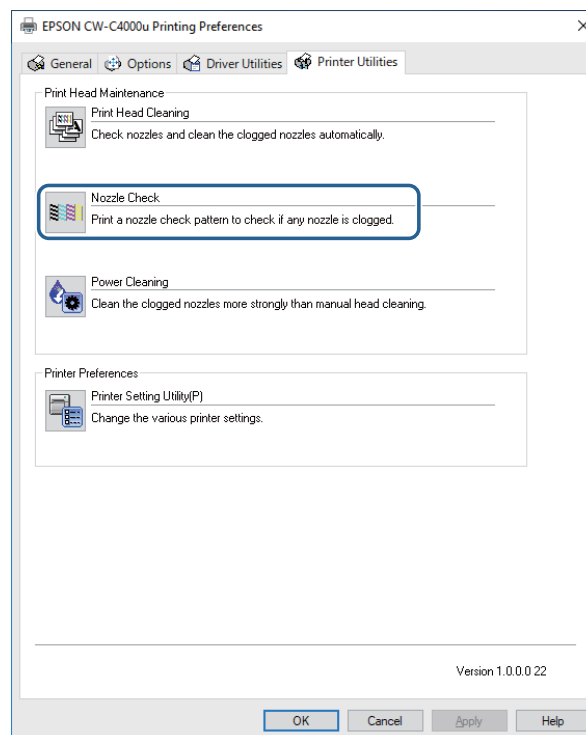 EPSON CW-C4000u Printing Preferences
General Options Driver Utilities Printer Utilities
Print Head Maintenance
Print Head Cleaning
Check nozzles and clean the clogged nozzles automatically.
Nozzle Check
Print a nozzle check pattern to check if any nozzle is clogged.
Power Cleaning
Clean the clogged nozzles more strongly than manual head cleaning.
Printer Preferences
Printer Setting Utility(P)
Change the various printer settings.
Version 1.0.0.0 22
OK Cancel Apply Help